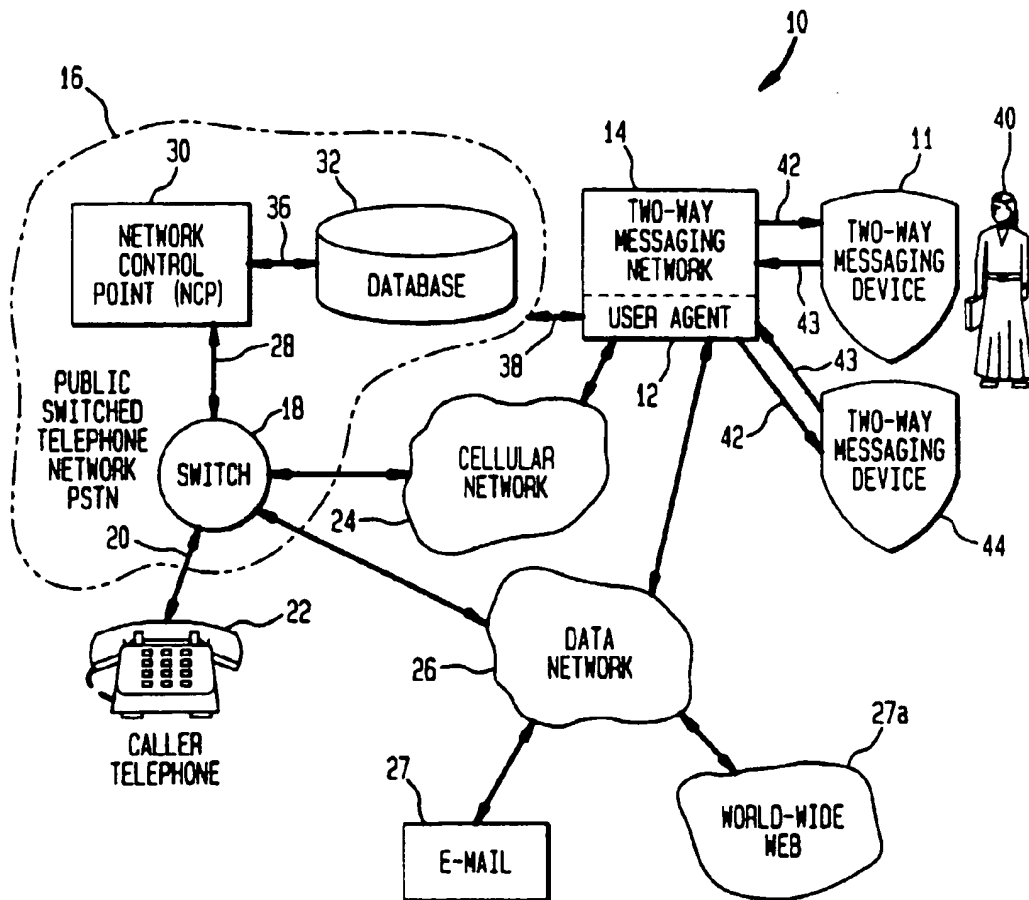 10
16
40
30
32
14
42
11
36
NETWORK
CONTROL
POINT (NCP)
DATABASE
TWO-WAY
MESSAGING
NETWORK
USER AGENT
TWO-WAY
MESSAGING
DEVICE
43
28
38
12
43
42
PUBLIC
SWITCHED
TELEPHONE
NETWORK
PSTN
18
SWITCH
CELLULAR
NETWORK
24
TWO-WAY
MESSAGING
DEVICE
44
20
22
26
DATA
NETWORK
CALLER
TELEPHONE
27
E-MAIL
27a
WORLD-WIDE
WEB